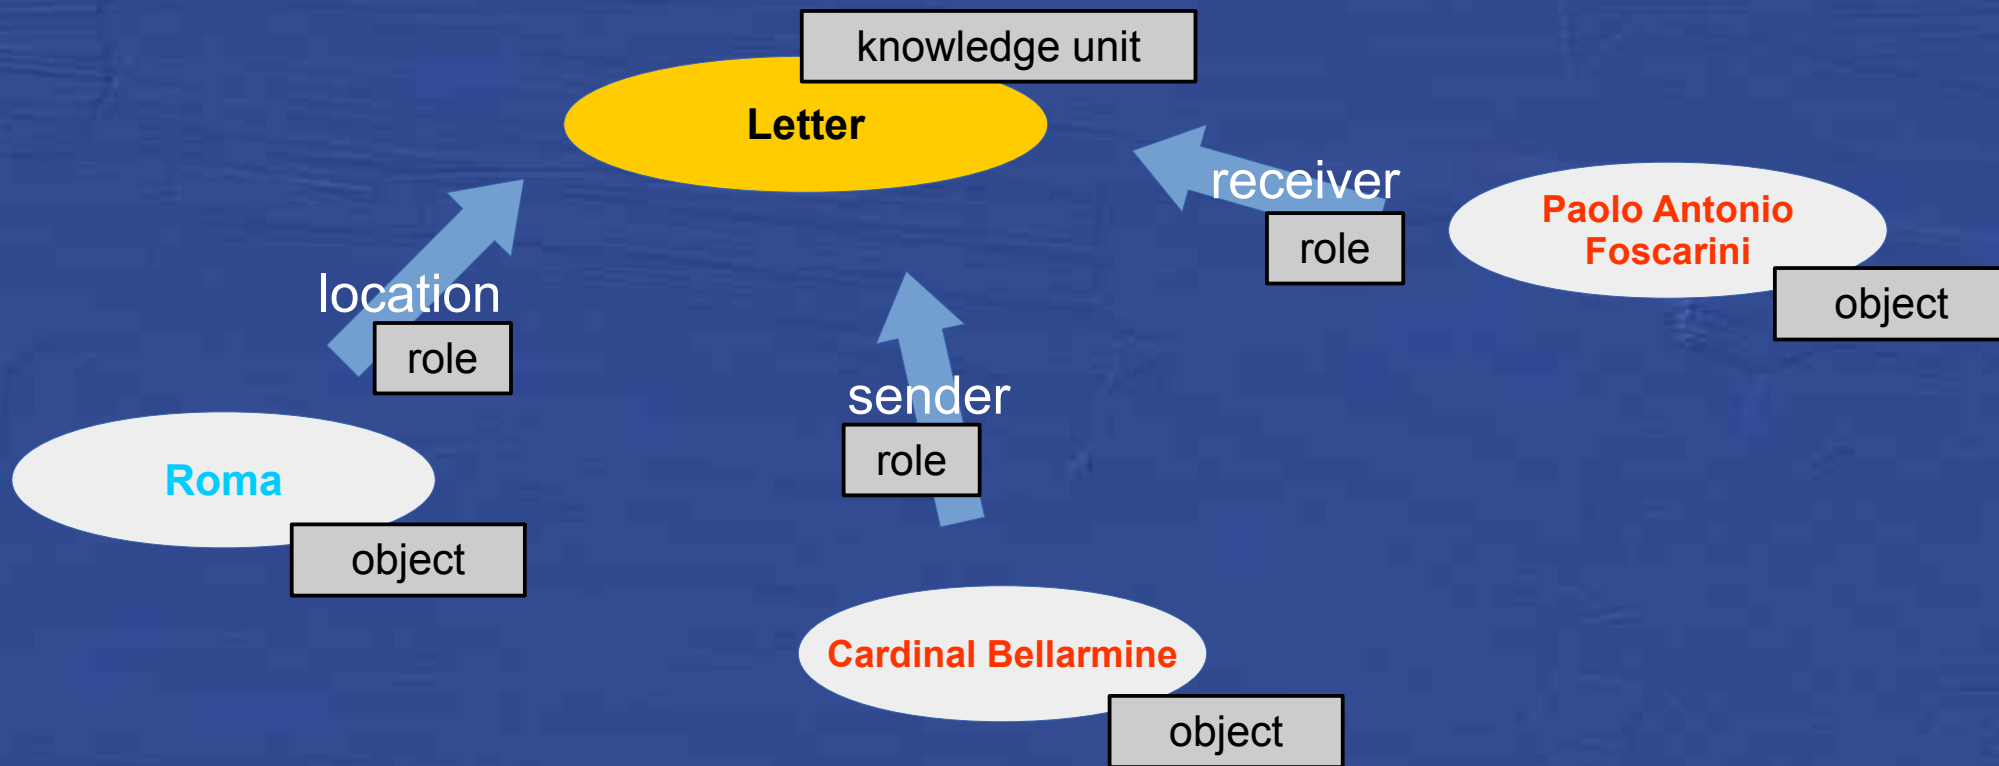 knowledge unit
Letter
receiver
role
Paolo Antonio
Foscarini
object
location
role
sender
role
Roma
object
Cardinal Bellarmine
object